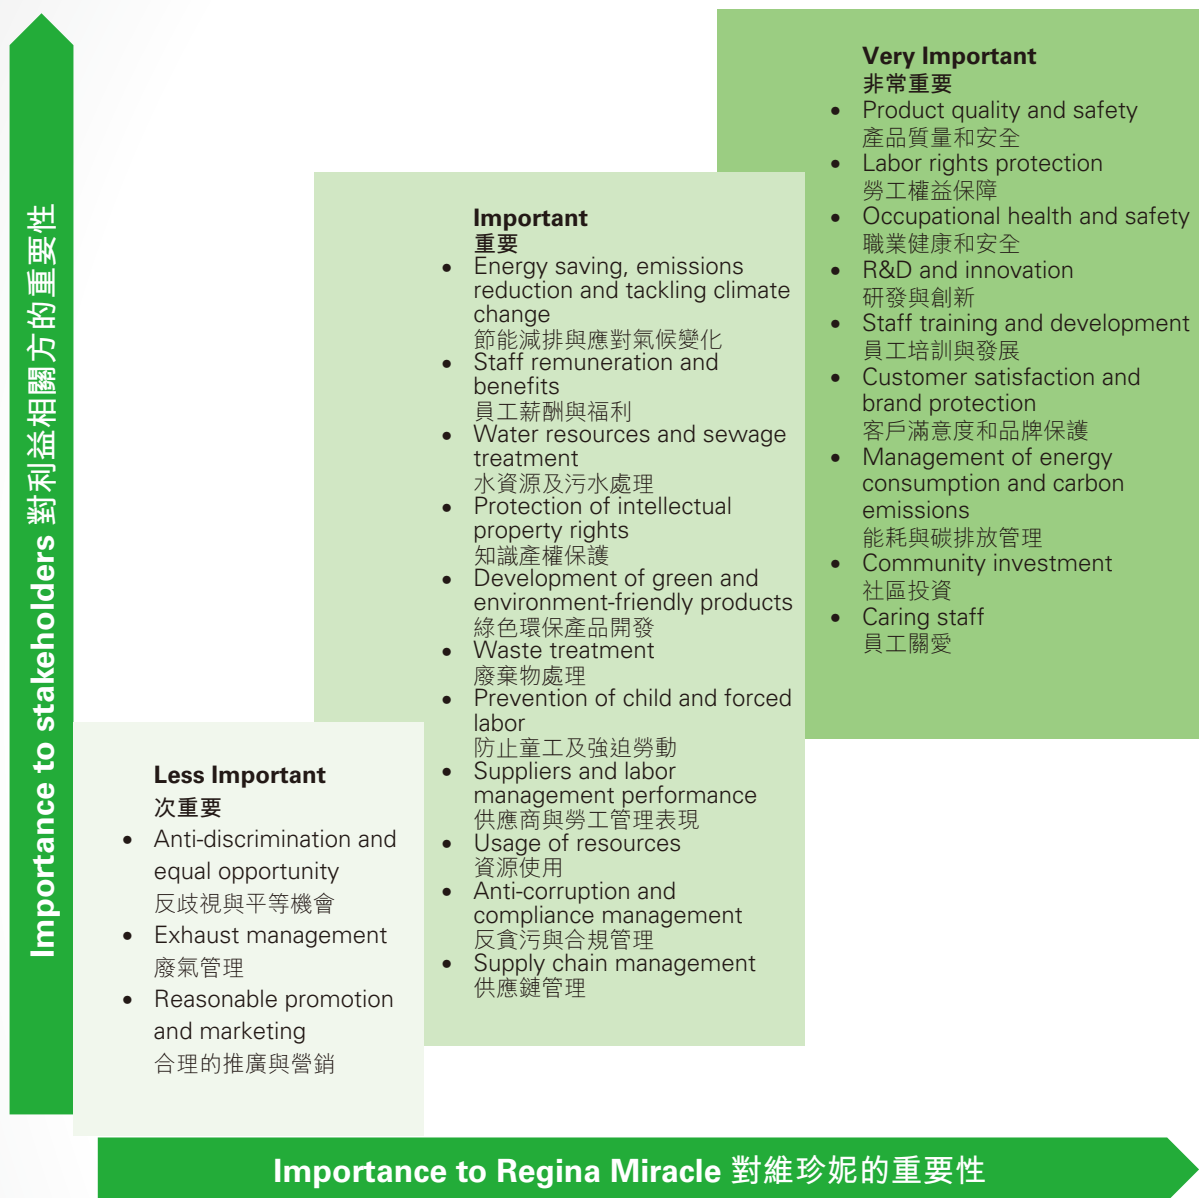 Importance to stakeholders 對利益相關方的重要性
Very Important
非常重要
• Product quality and safety
產品質量和安全
• Labor rights protection
勞工權益保障
• Occupational health and safety
職業健康和安全
• R&D and innovation
研發與創新
• Staff training and development
員工培訓與發展
• Customer satisfaction and
brand protection
客戶滿意度和品牌保護
• Management of energy
consumption and carbon
emissions
能耗與碳排放管理
• Community investment
社區投資
• Caring staff
員工關愛
Important
重要
• Energy saving, emissions
reduction and tackling climate
change
節能減排與應對氣候變化
• Staff remuneration and
benefits
員工薪酬與福利
• Water resources and sewage
treatment
水資源及污水處理
• Protection of intellectual
property rights
知識產權保護
• Development of green and
environment-friendly products
綠色環保產品開發
• Waste treatment
廢棄物處理
• Prevention of child and forced
labor
防止童工及強迫勞動
• Suppliers and labor
management performance
供應商與勞工管理表現
• Usage of resources
資源使用
• Anti-corruption and
compliance management
反貪污與合規管理
• Supply chain management
供應鏈管理
Less Important
次重要
• Anti-discrimination and
equal opportunity
反歧視與平等機會
• Exhaust management
廢氣管理
• Reasonable promotion
and marketing
合理的推廣與營銷
Importance to Regina Miracle 對維珍妮的重要性